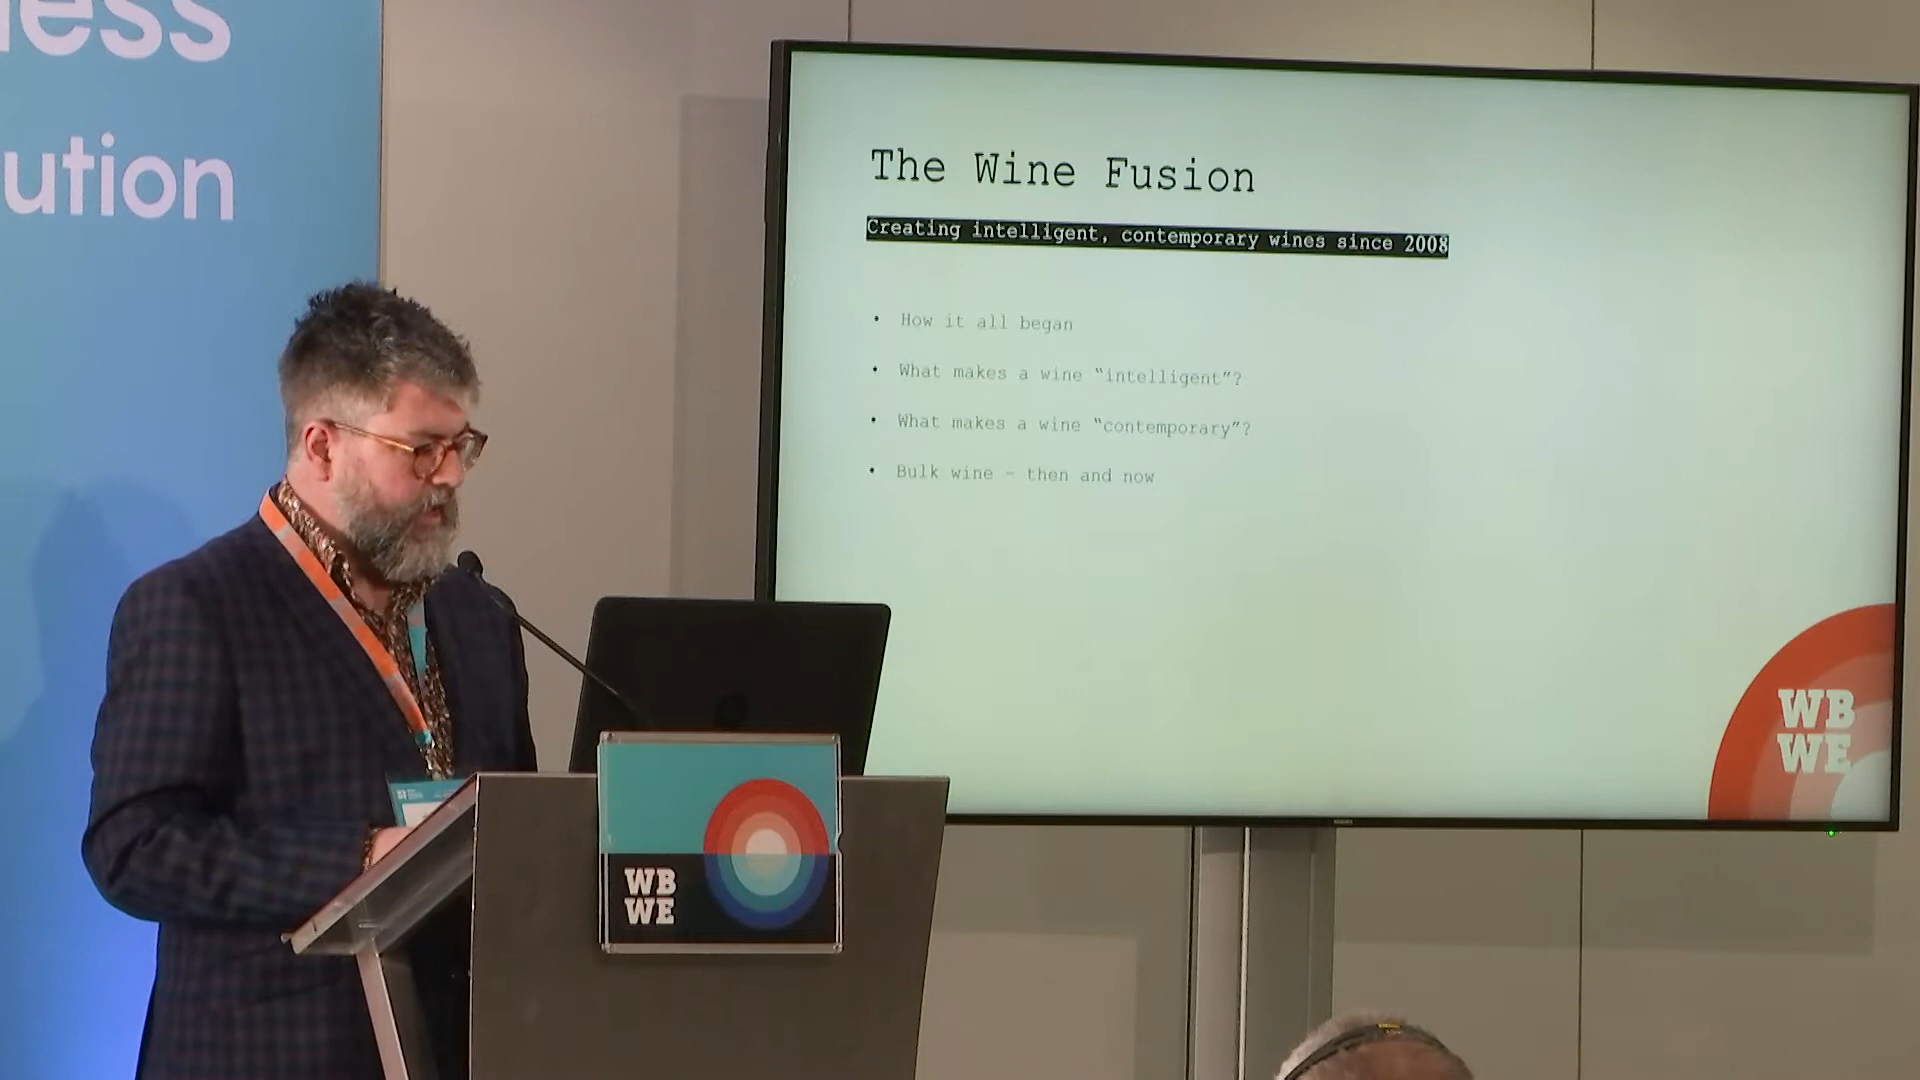 ess
ution
The Wine Fusion
Creating intelligent, contemporary wines since 2008
• How it all began
• What makes a wine “intelligent”?
• What makes a wine “contemporary”?
• Bulk wine – then and now
WB
WE
WB
WE